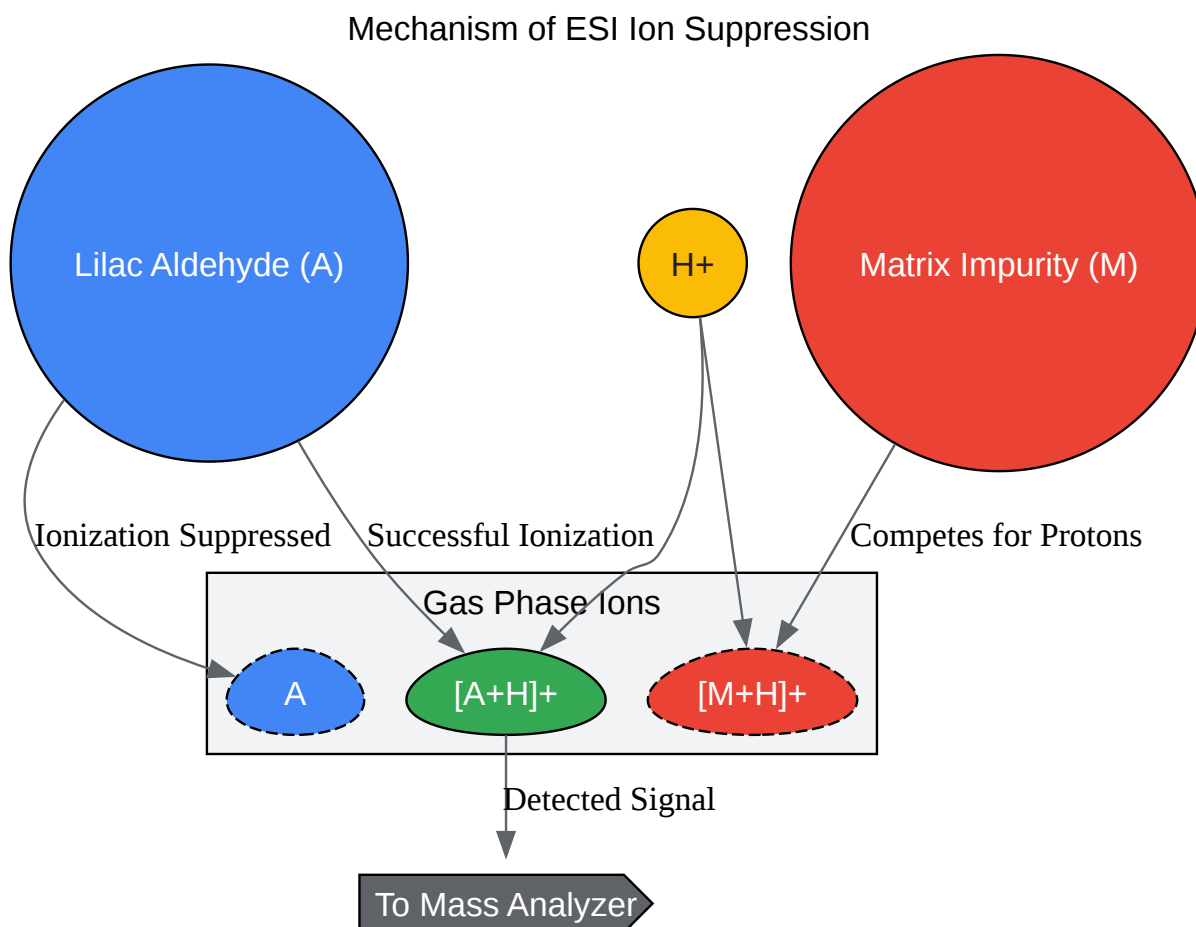 Mechanism of ESI Ion Suppression
Lilac Aldehyde (A)
H+
Matrix Impurity (M)
Ionization Suppressed
Successful Ionization
Competes for Protons
Gas Phase Ions
A
[A+H]+
[M+H]+
Detected Signal
To Mass Analyzer